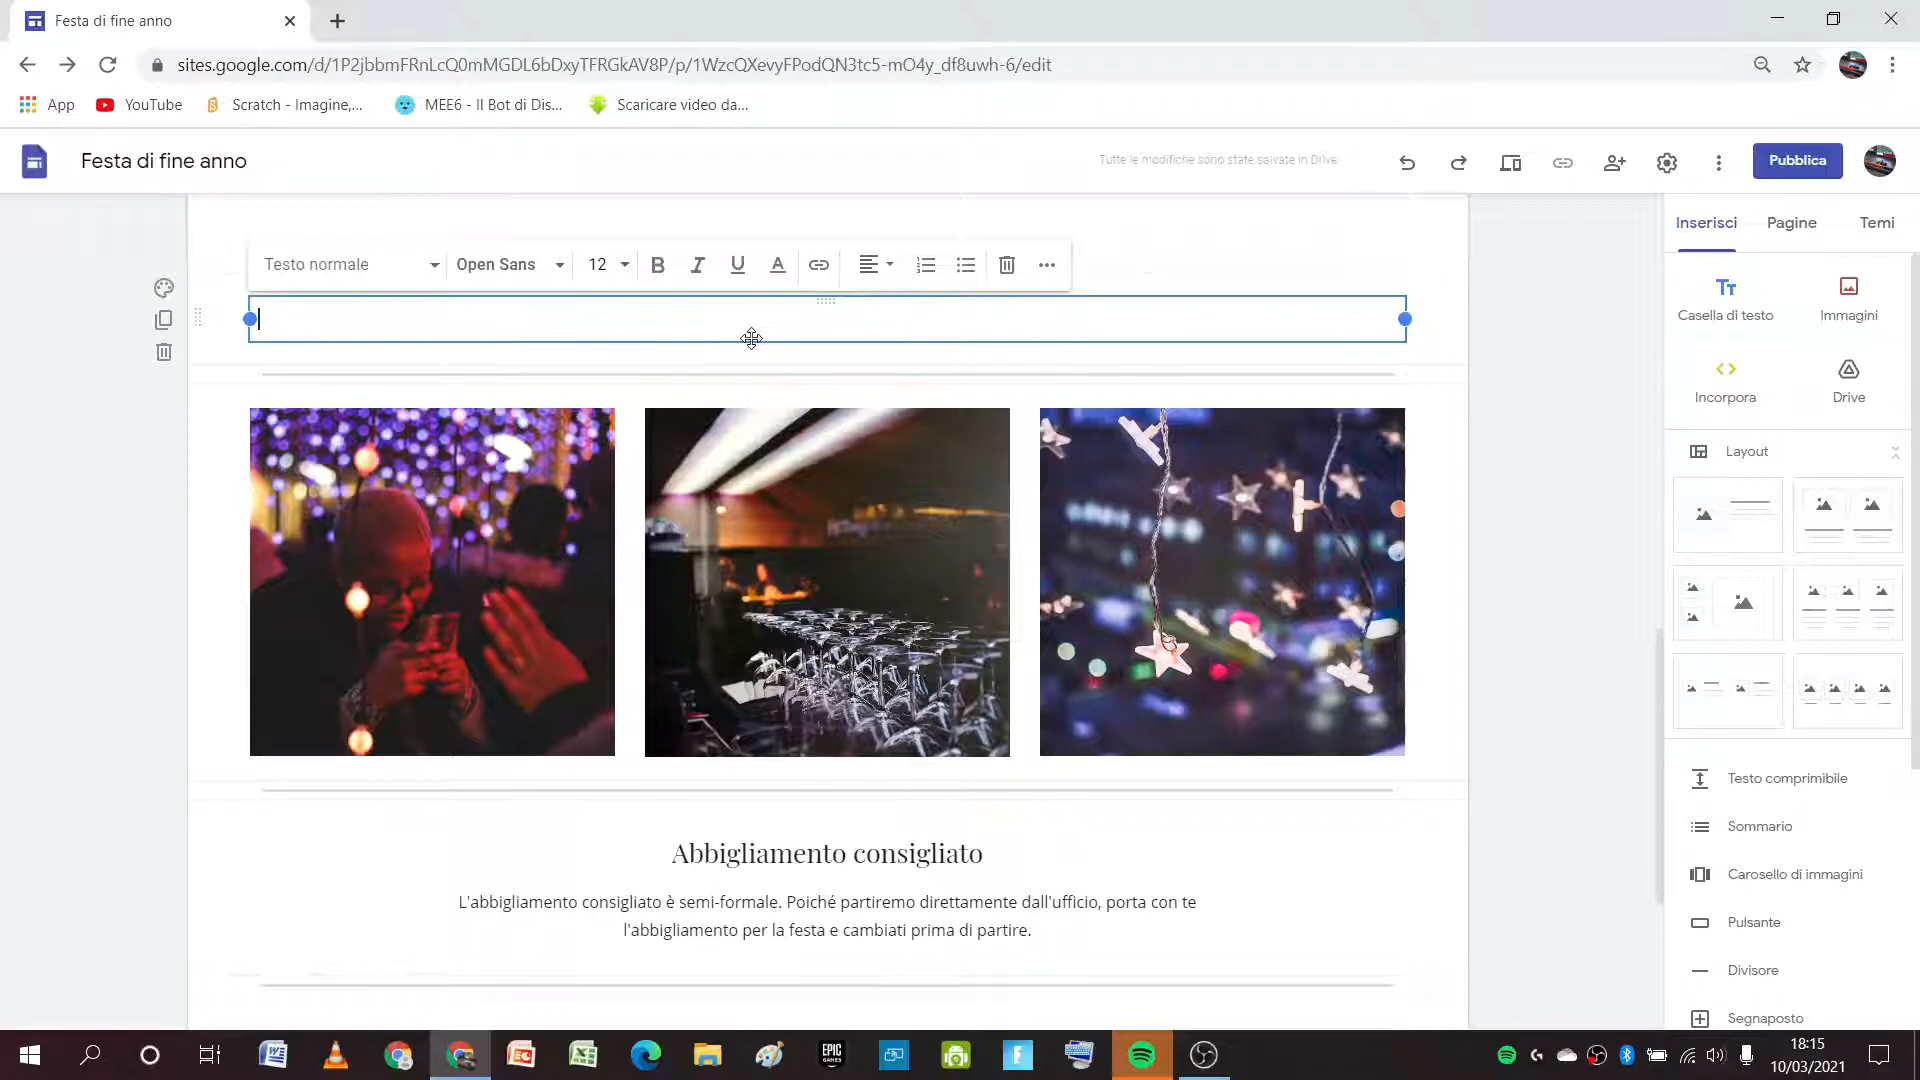 Festa di fine anno
sites.google.com/d/1P2jbbmFRnLcQ0mMGDL6bDxyTFRGkAV8P/p/1WzcQXevyFPodQN3tc5-mO4y_df8uwh-6/edit
App
YouTube
Scratch - Imagine,...
MEE6 - Il Bot di Dis...
Scaricare video da...
Festa di fine anno
Tutte le modifiche sono state salvate in Drive
Pubblica
Inserisci
Pagine
Temi
Testo normale
Open Sans
12
B
I
U
A
Casella di testo
Immagini
Incorpora
Drive
Layout
Testo comprimibile
Sommario
Carosello di immagini
Pulsante
Divisore
Segnaposto
Abbigliamento consigliato
L'abbigliamento consigliato è semi-formale. Poiché partiremo direttamente dall'ufficio, porta con te
l'abbigliamento per la festa e cambiati prima di partire.
EPIC
GAMES
18:15
10/03/2021